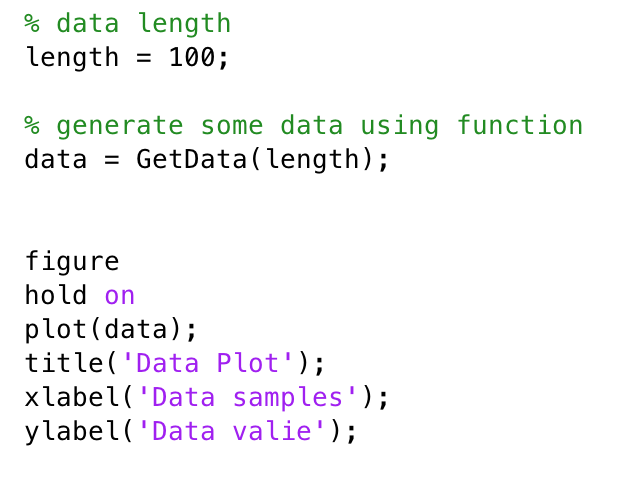 % data length
length = 100;
% generate some data using function
data = GetData(length);
figure
hold on
plot(data);
title('Data Plot');
xlabel('Data samples');
ylabel('Data valie');